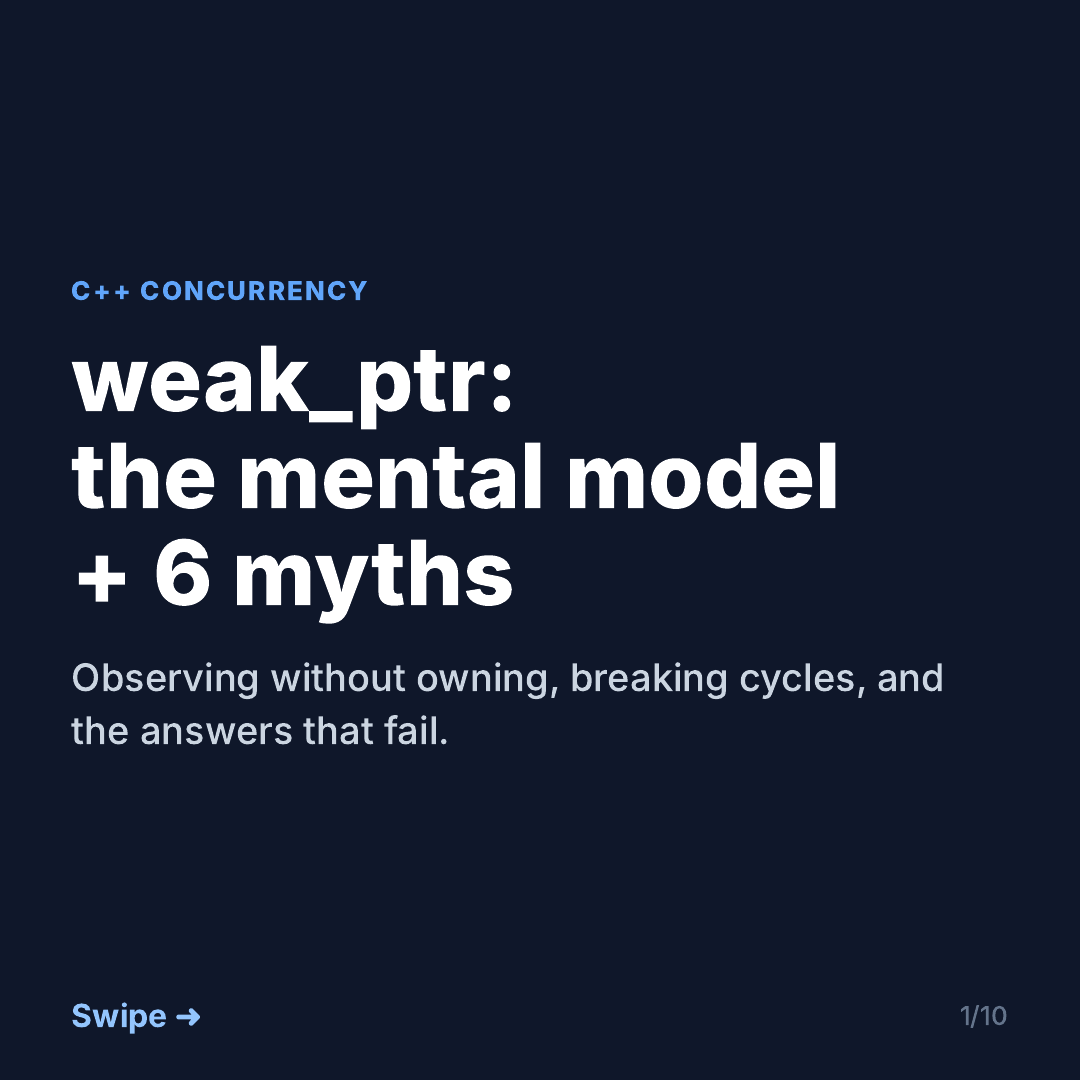 C++ CONCURRENCY
weak_ptr:
the mental model
+ 6 myths
Observing without owning, breaking cycles, and
the answers that fail.
Swipe ➜
1/10